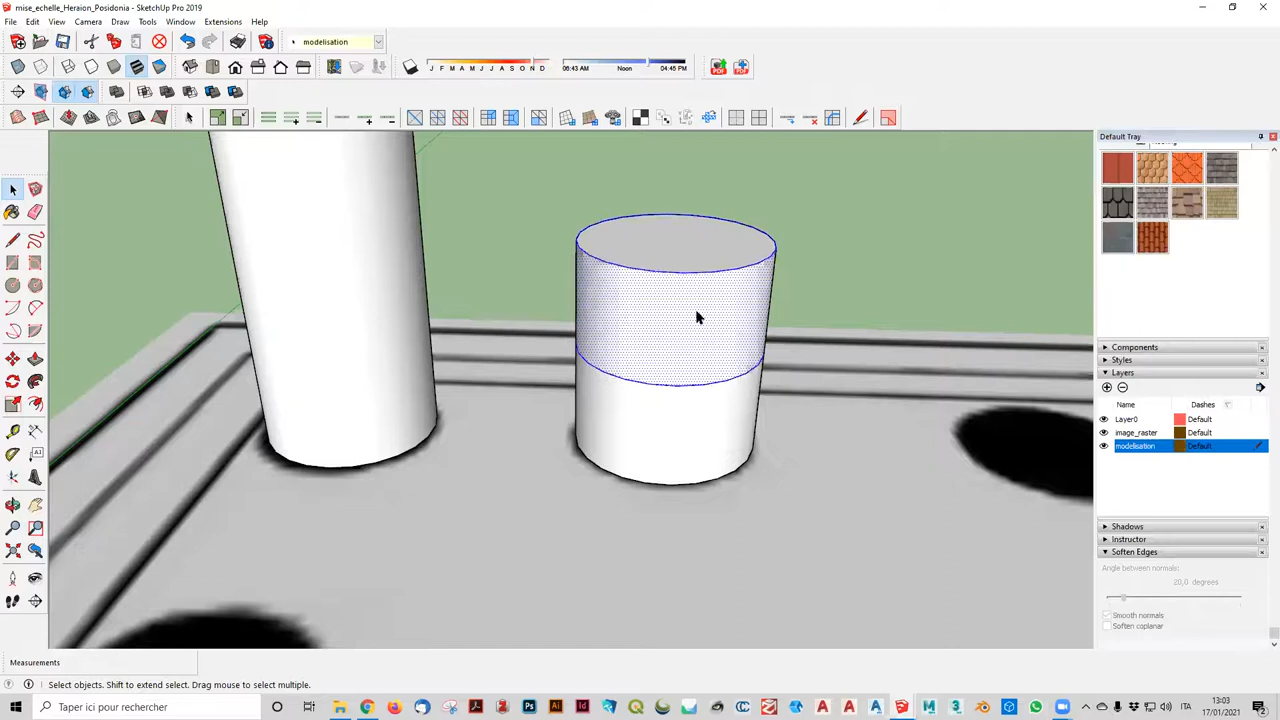 mise_echelle_Heraion_Posidonia - SketchUp Pro 2019
File Edit View Camera Draw Tools Window Extensions Help
modelisation
J F M A M J J A S O N D
06:43 AM Noon 04:45 PM
PDF PDF
Default Tray
Components
Styles
Layers
Name Dashes
Layer0 Default
image_raster Default
modelisation Default
Shadows
Instructor
Soften Edges
Angle between normals:
20,0 degrees
Smooth normals
Soften coplanar
Measurements
Select objects. Shift to extend select. Drag mouse to select multiple.
Taper ici pour rechercher
ITA
13:03
17/01/2021